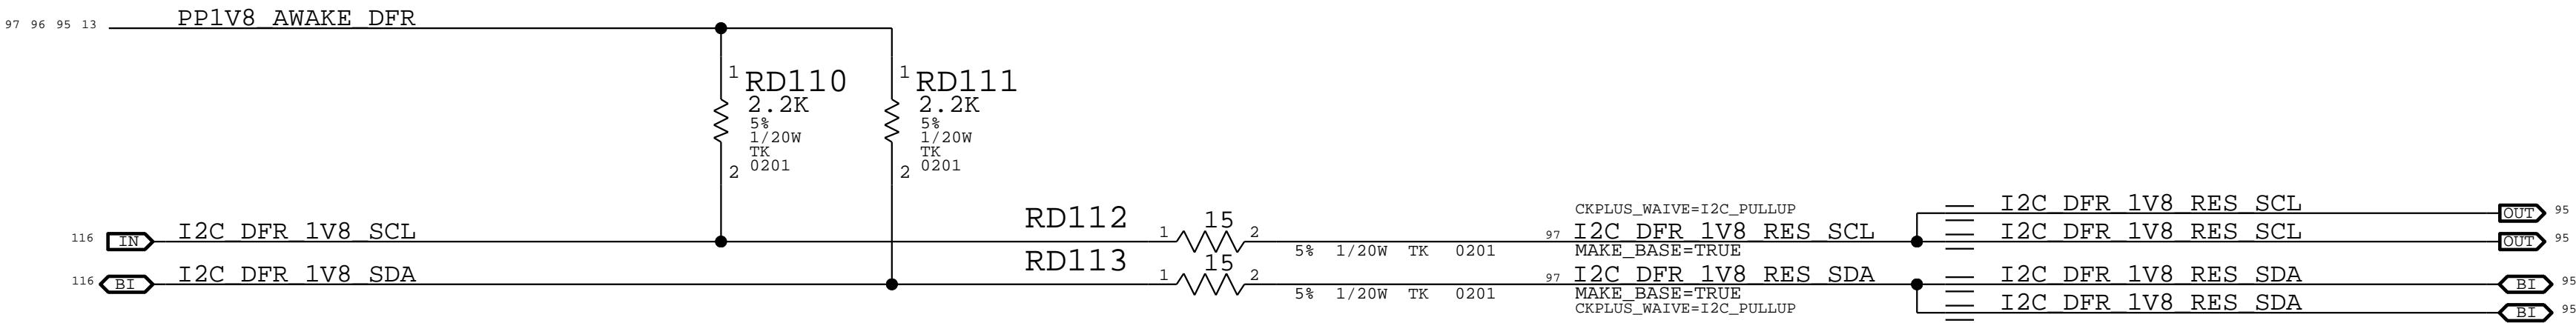 97 96 95 13 PP1V8_AWAKE_DFR
1 RD110 1 RD111
2.2K 2.2K
5% 5%
1/20W 1/20W
TK TK
0201 0201
2 2
116 IN I2C_DFR_1V8_SCL
RD112 1 15 2
5% 1/20W TK 0201
CKPLUS_WAIVE=I2C_PULLUP
97 I2C_DFR_1V8_RES_SCL
MAKE_BASE=TRUE
I2C_DFR_1V8_RES_SCL OUT 95
I2C_DFR_1V8_RES_SCL OUT 95
116 BI I2C_DFR_1V8_SDA
RD113 1 15 2
5% 1/20W TK 0201
97 I2C_DFR_1V8_RES_SDA
MAKE_BASE=TRUE
CKPLUS_WAIVE=I2C_PULLUP
I2C_DFR_1V8_RES_SDA BI 95
I2C_DFR_1V8_RES_SDA BI 95